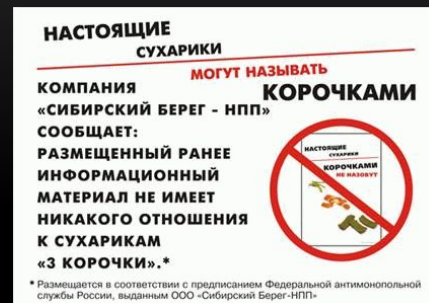 НАСТОЯЩИЕ
СУХАРИКИ
МОГУТ НАЗЫВАТЬ
КОРОЧКАМИ
КОМПАНИЯ
«СИБИРСКИЙ БЕРЕГ - НПП»
СООБЩАЕТ:
РАЗМЕЩЕННЫЙ РАНЕЕ
ИНФОРМАЦИОННЫЙ
МАТЕРИАЛ НЕ ИМЕЕТ
НИКАКОГО ОТНОШЕНИЯ
К СУХАРИКАМ
«3 КОРОЧКИ».*
НАСТОЯЩИЕ
СУХАРИКИ
КОРОЧКАМИ
НЕ НАЗОВУТ
* Размещается в соответствии с предписанием Федеральной антимонопольной
службы России, выданным ООО «Сибирский Берег-НПП»